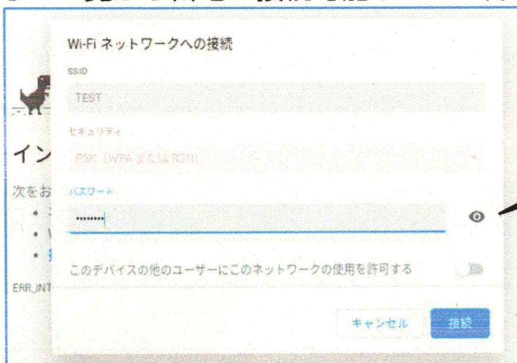 Wi-Fi ネットワークへの接続
SSID
TEST
セキュリティ
PSK（WPA または RSN）
パスワード
••••••••
このデバイスの他のユーザーにこのネットワークの使用を許可する
キャンセル
接続
イン
次をお
ERR_INT